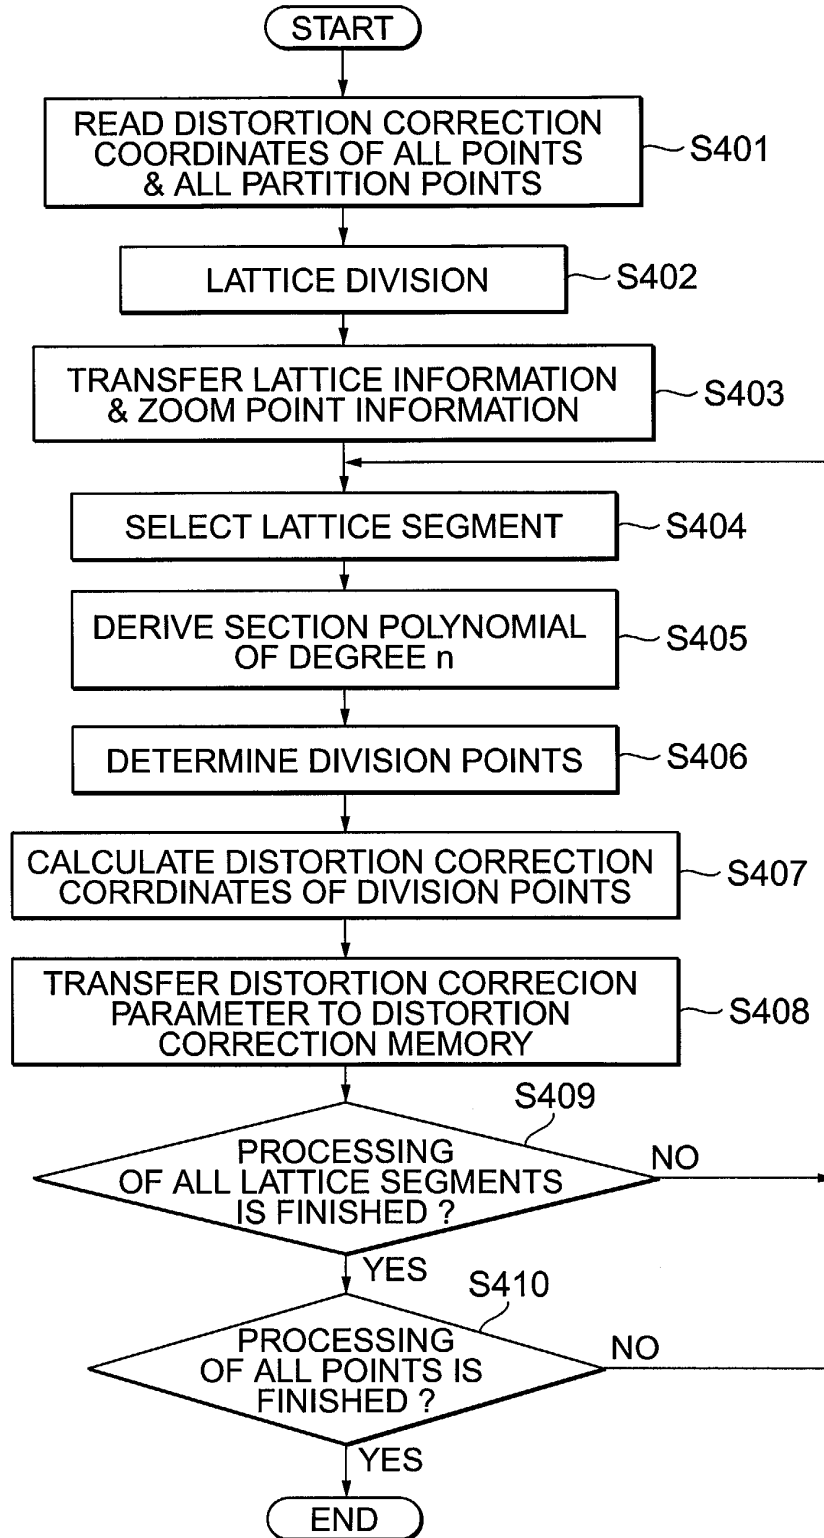 START
READ DISTORTION CORRECTION
COORDINATES OF ALL POINTS
& ALL PARTITION POINTS
S401
LATTICE DIVISION
S402
TRANSFER LATTICE INFORMATION
& ZOOM POINT INFORMATION
S403
SELECT LATTICE SEGMENT
S404
DERIVE SECTION POLYNOMIAL
OF DEGREE n
S405
DETERMINE DIVISION POINTS
S406
CALCULATE DISTORTION CORRECTION
CORRDINATES OF DIVISION POINTS
S407
TRANSFER DISTORTION CORRECION
PARAMETER TO DISTORTION
CORRECTION MEMORY
S408
S409
PROCESSING
OF ALL LATTICE SEGMENTS
IS FINISHED ?
NO
YES
S410
PROCESSING
OF ALL POINTS IS
FINISHED ?
NO
YES
END